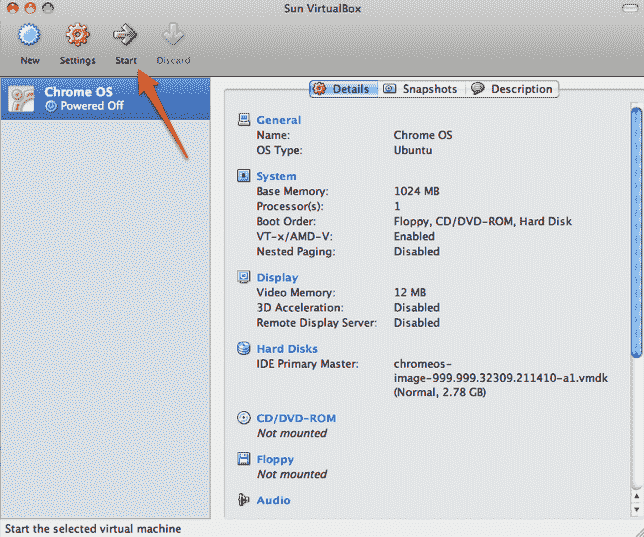 Sun VirtualBox
New Settings Start Discard
Chrome OS
Powered Off
Details Snapshots Description
General
Name: Chrome OS
OS Type: Ubuntu
System
Base Memory: 1024 MB
Processor(s): 1
Boot Order: Floppy, CD/DVD-ROM, Hard Disk
VT-x/AMD-V: Enabled
Nested Paging: Disabled
Display
Video Memory: 12 MB
3D Acceleration: Disabled
Remote Display Server: Disabled
Hard Disks
IDE Primary Master: chromeos-
image-999.999.32309.211410-a1.vmdk
(Normal, 2.78 GB)
CD/DVD-ROM
Not mounted
Floppy
Not mounted
Audio
Start the selected virtual machine